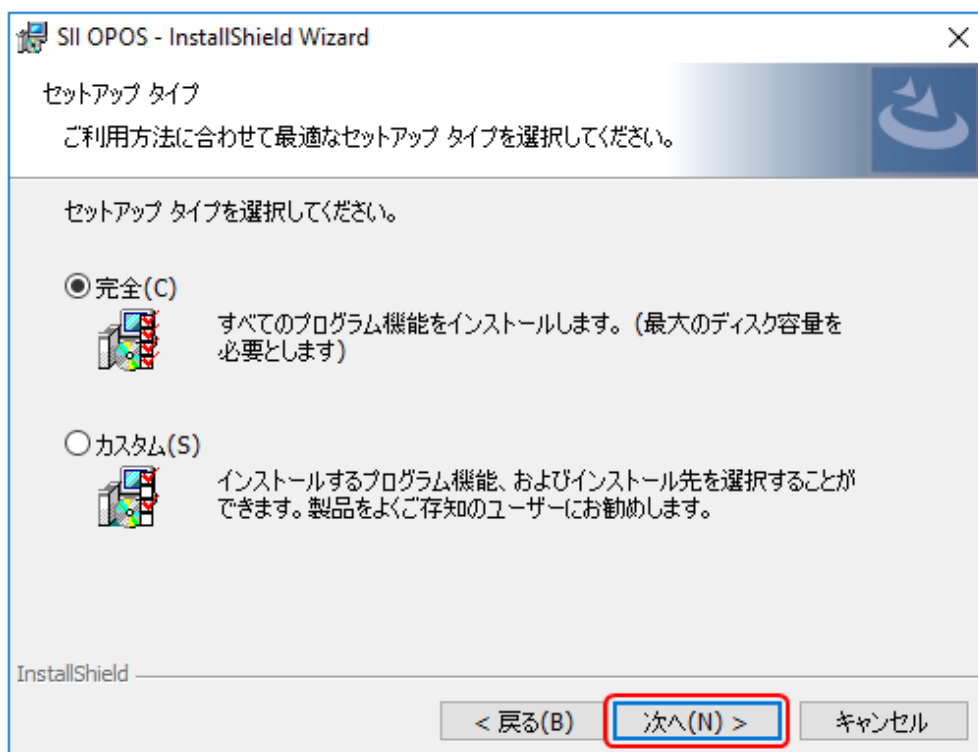 SII OPOS - InstallShield Wizard
セットアップ タイプ
ご利用方法に合わせて最適なセットアップ タイプを選択してください。
セットアップ タイプを選択してください。
完全(C)
すべてのプログラム機能をインストールします。(最大のディスク容量を
必要とします)
カスタム(S)
インストールするプログラム機能、およびインストール先を選択することが
できます。製品をよくご存知のユーザーにお勧めします。
InstallShield
< 戻る(B)
次へ(N) >
キャンセル